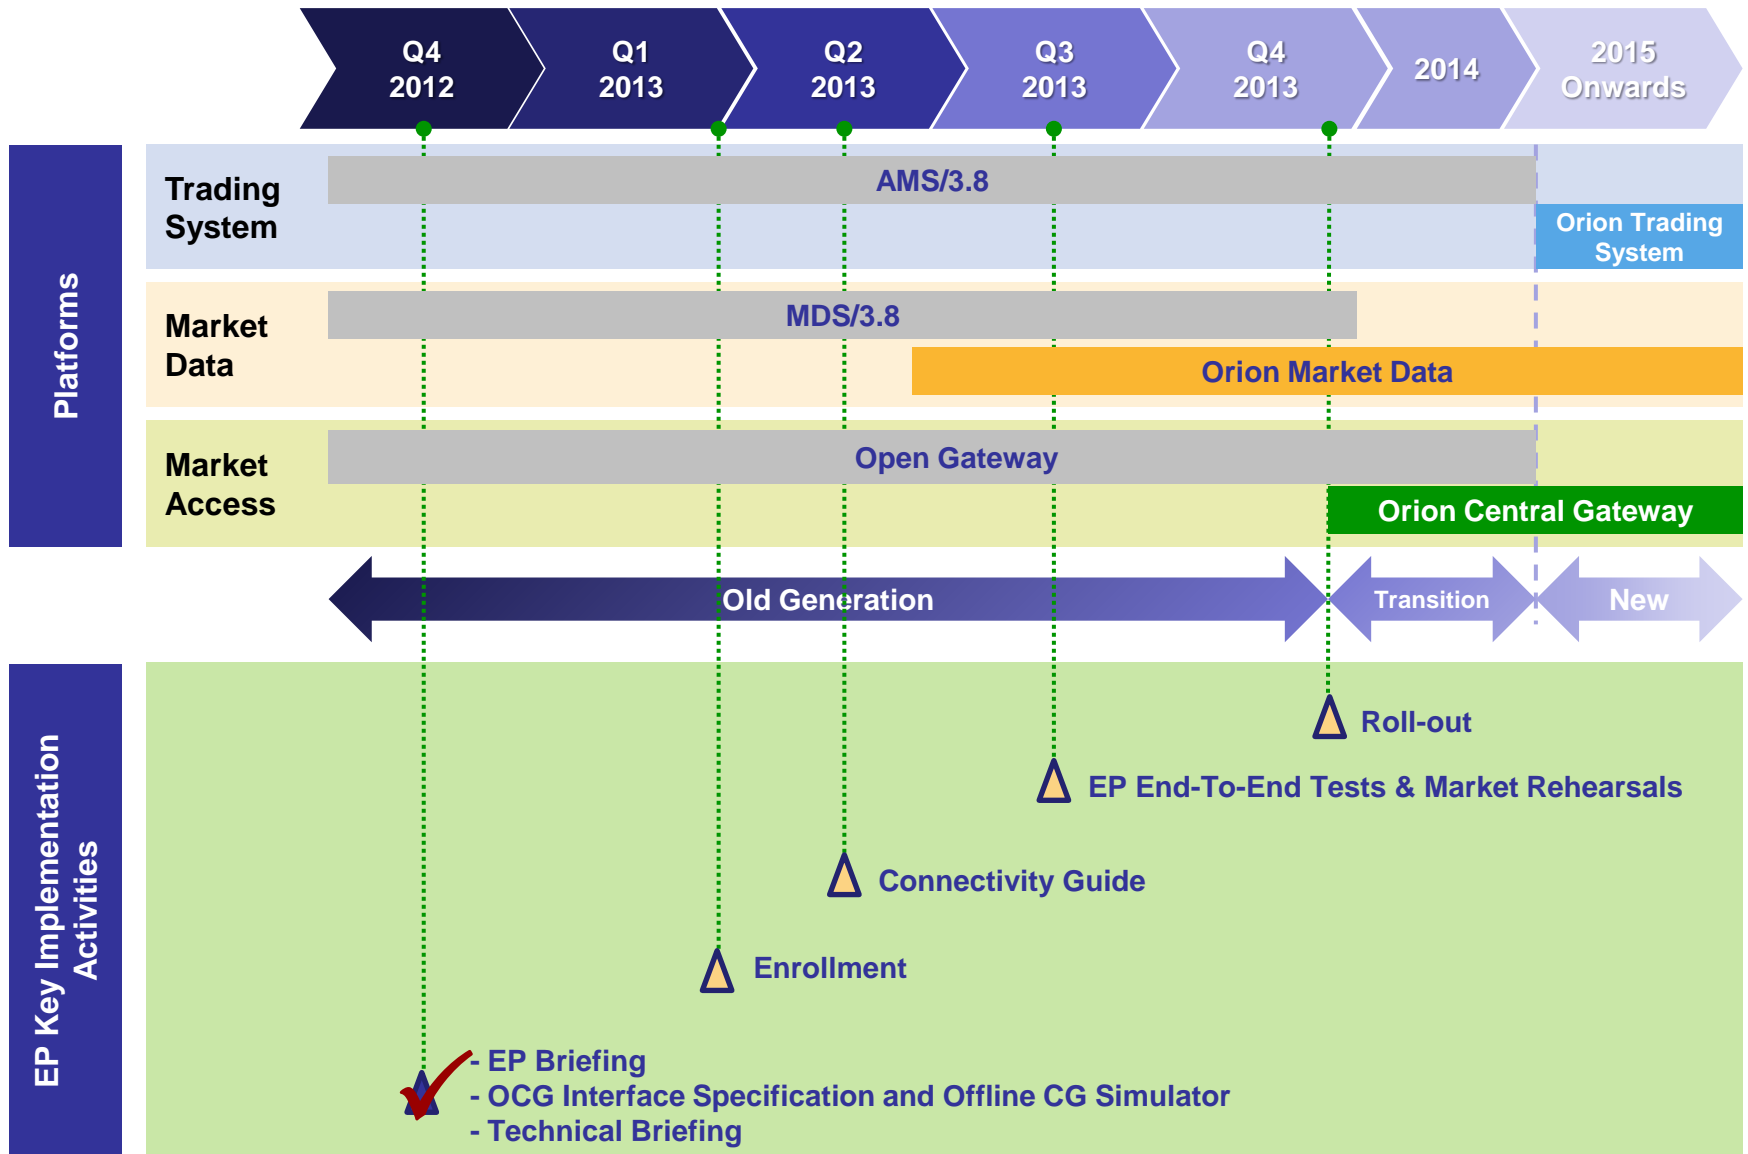 Q4
2012
Q1
2013
Q2
2013
Q3
2013
Q4
2013
2014
2015
Onwards
Platforms
Trading
System
AMS/3.8
Orion Trading
System
Market
Data
MDS/3.8
Orion Market Data
Market
Access
Open Gateway
Orion Central Gateway
Old Generation
Transition
New
EP Key Implementation
Activities
Roll-out
EP End-To-End Tests & Market Rehearsals
Connectivity Guide
Enrollment
- EP Briefing
- OCG Interface Specification and Offline CG Simulator
- Technical Briefing